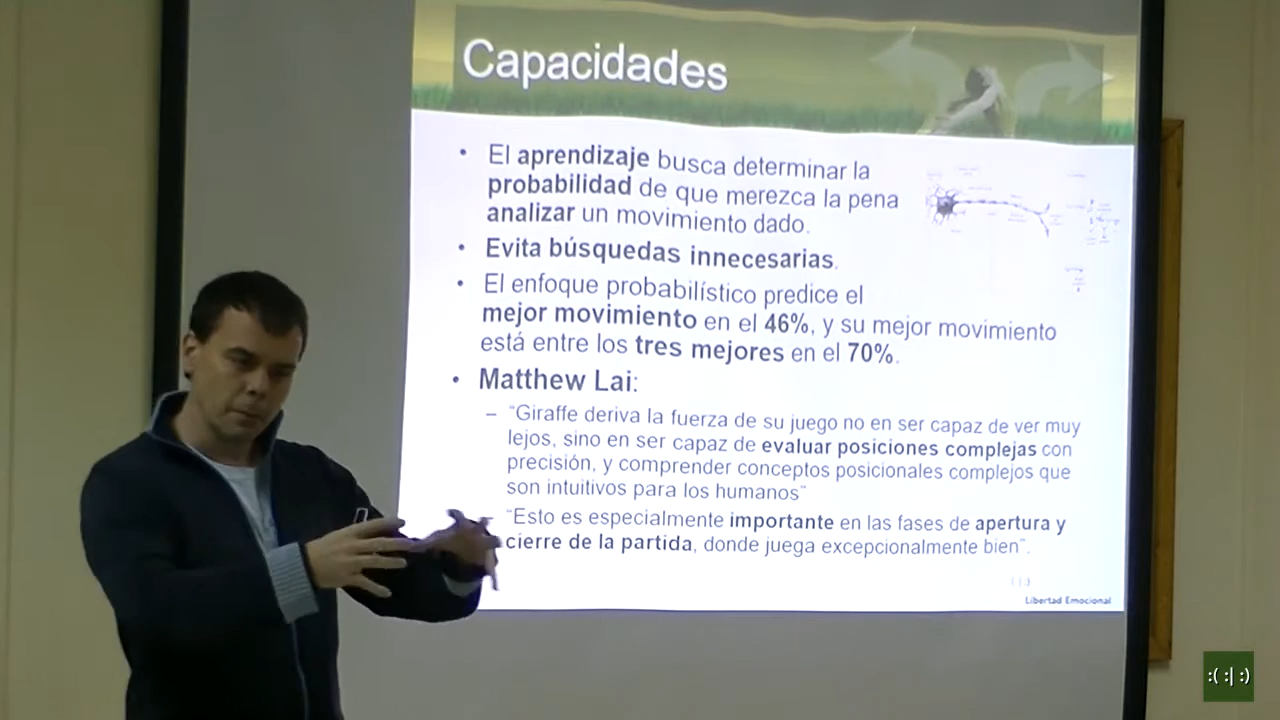 Capacidades
• El aprendizaje busca determinar la
probabilidad de que merezca la pena
analizar un movimiento dado.
• Evita búsquedas innecesarias.
• El enfoque probabilístico predice el
mejor movimiento en el 46%, y su mejor movimiento
está entre los tres mejores en el 70%.
• Matthew Lai:
– “Giraffe deriva la fuerza de su juego no en ser capaz de ver muy
lejos, sino en ser capaz de evaluar posiciones complejas con
precisión, y comprender conceptos posicionales complejos que
son intuitivos para los humanos”
“Esto es especialmente importante en las fases de apertura y
cierre de la partida, donde juega excepcionalmente bien”.
Libertad Emocional
:( :| :)